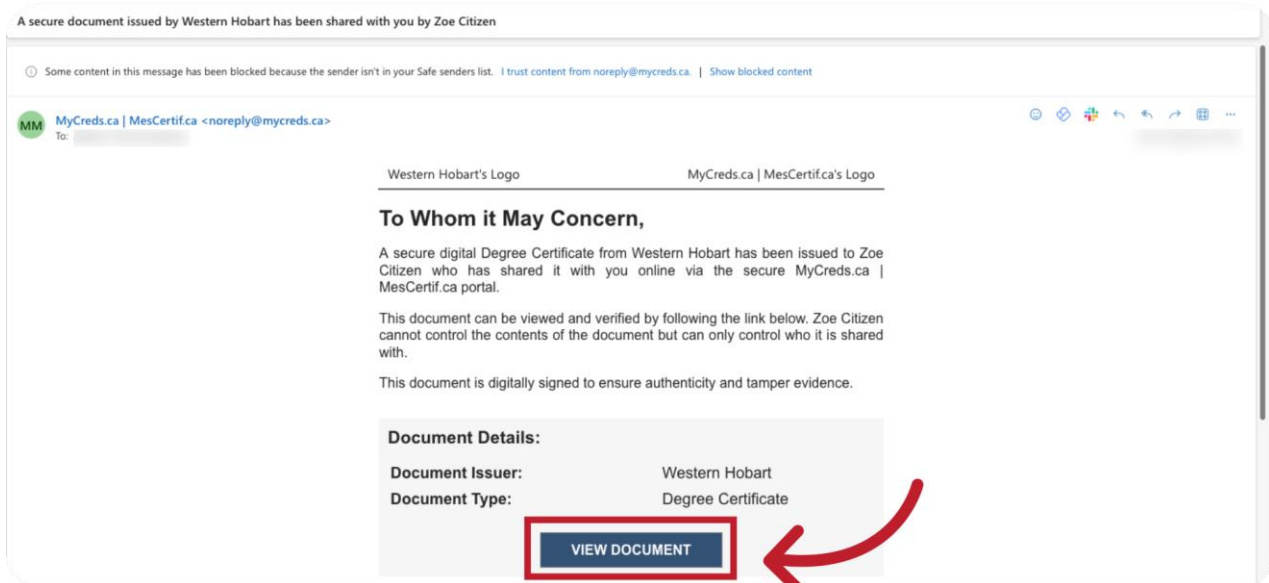 A secure document issued by Western Hobart has been shared with you by Zoe Citizen
Some content in this message has been blocked because the sender isn't in your Safe senders list. I trust content from noreply@mycreds.ca. | Show blocked content
MM
MyCreds.ca | MesCertif.ca <noreply@mycreds.ca>
To:
Western Hobart's Logo
MyCreds.ca | MesCertif.ca's Logo
To Whom it May Concern,
A secure digital Degree Certificate from Western Hobart has been issued to Zoe
Citizen who has shared it with you online via the secure MyCreds.ca |
MesCertif.ca portal.
This document can be viewed and verified by following the link below. Zoe Citizen
cannot control the contents of the document but can only control who it is shared
with.
This document is digitally signed to ensure authenticity and tamper evidence.
Document Details:
Document Issuer: Western Hobart
Document Type: Degree Certificate
VIEW DOCUMENT